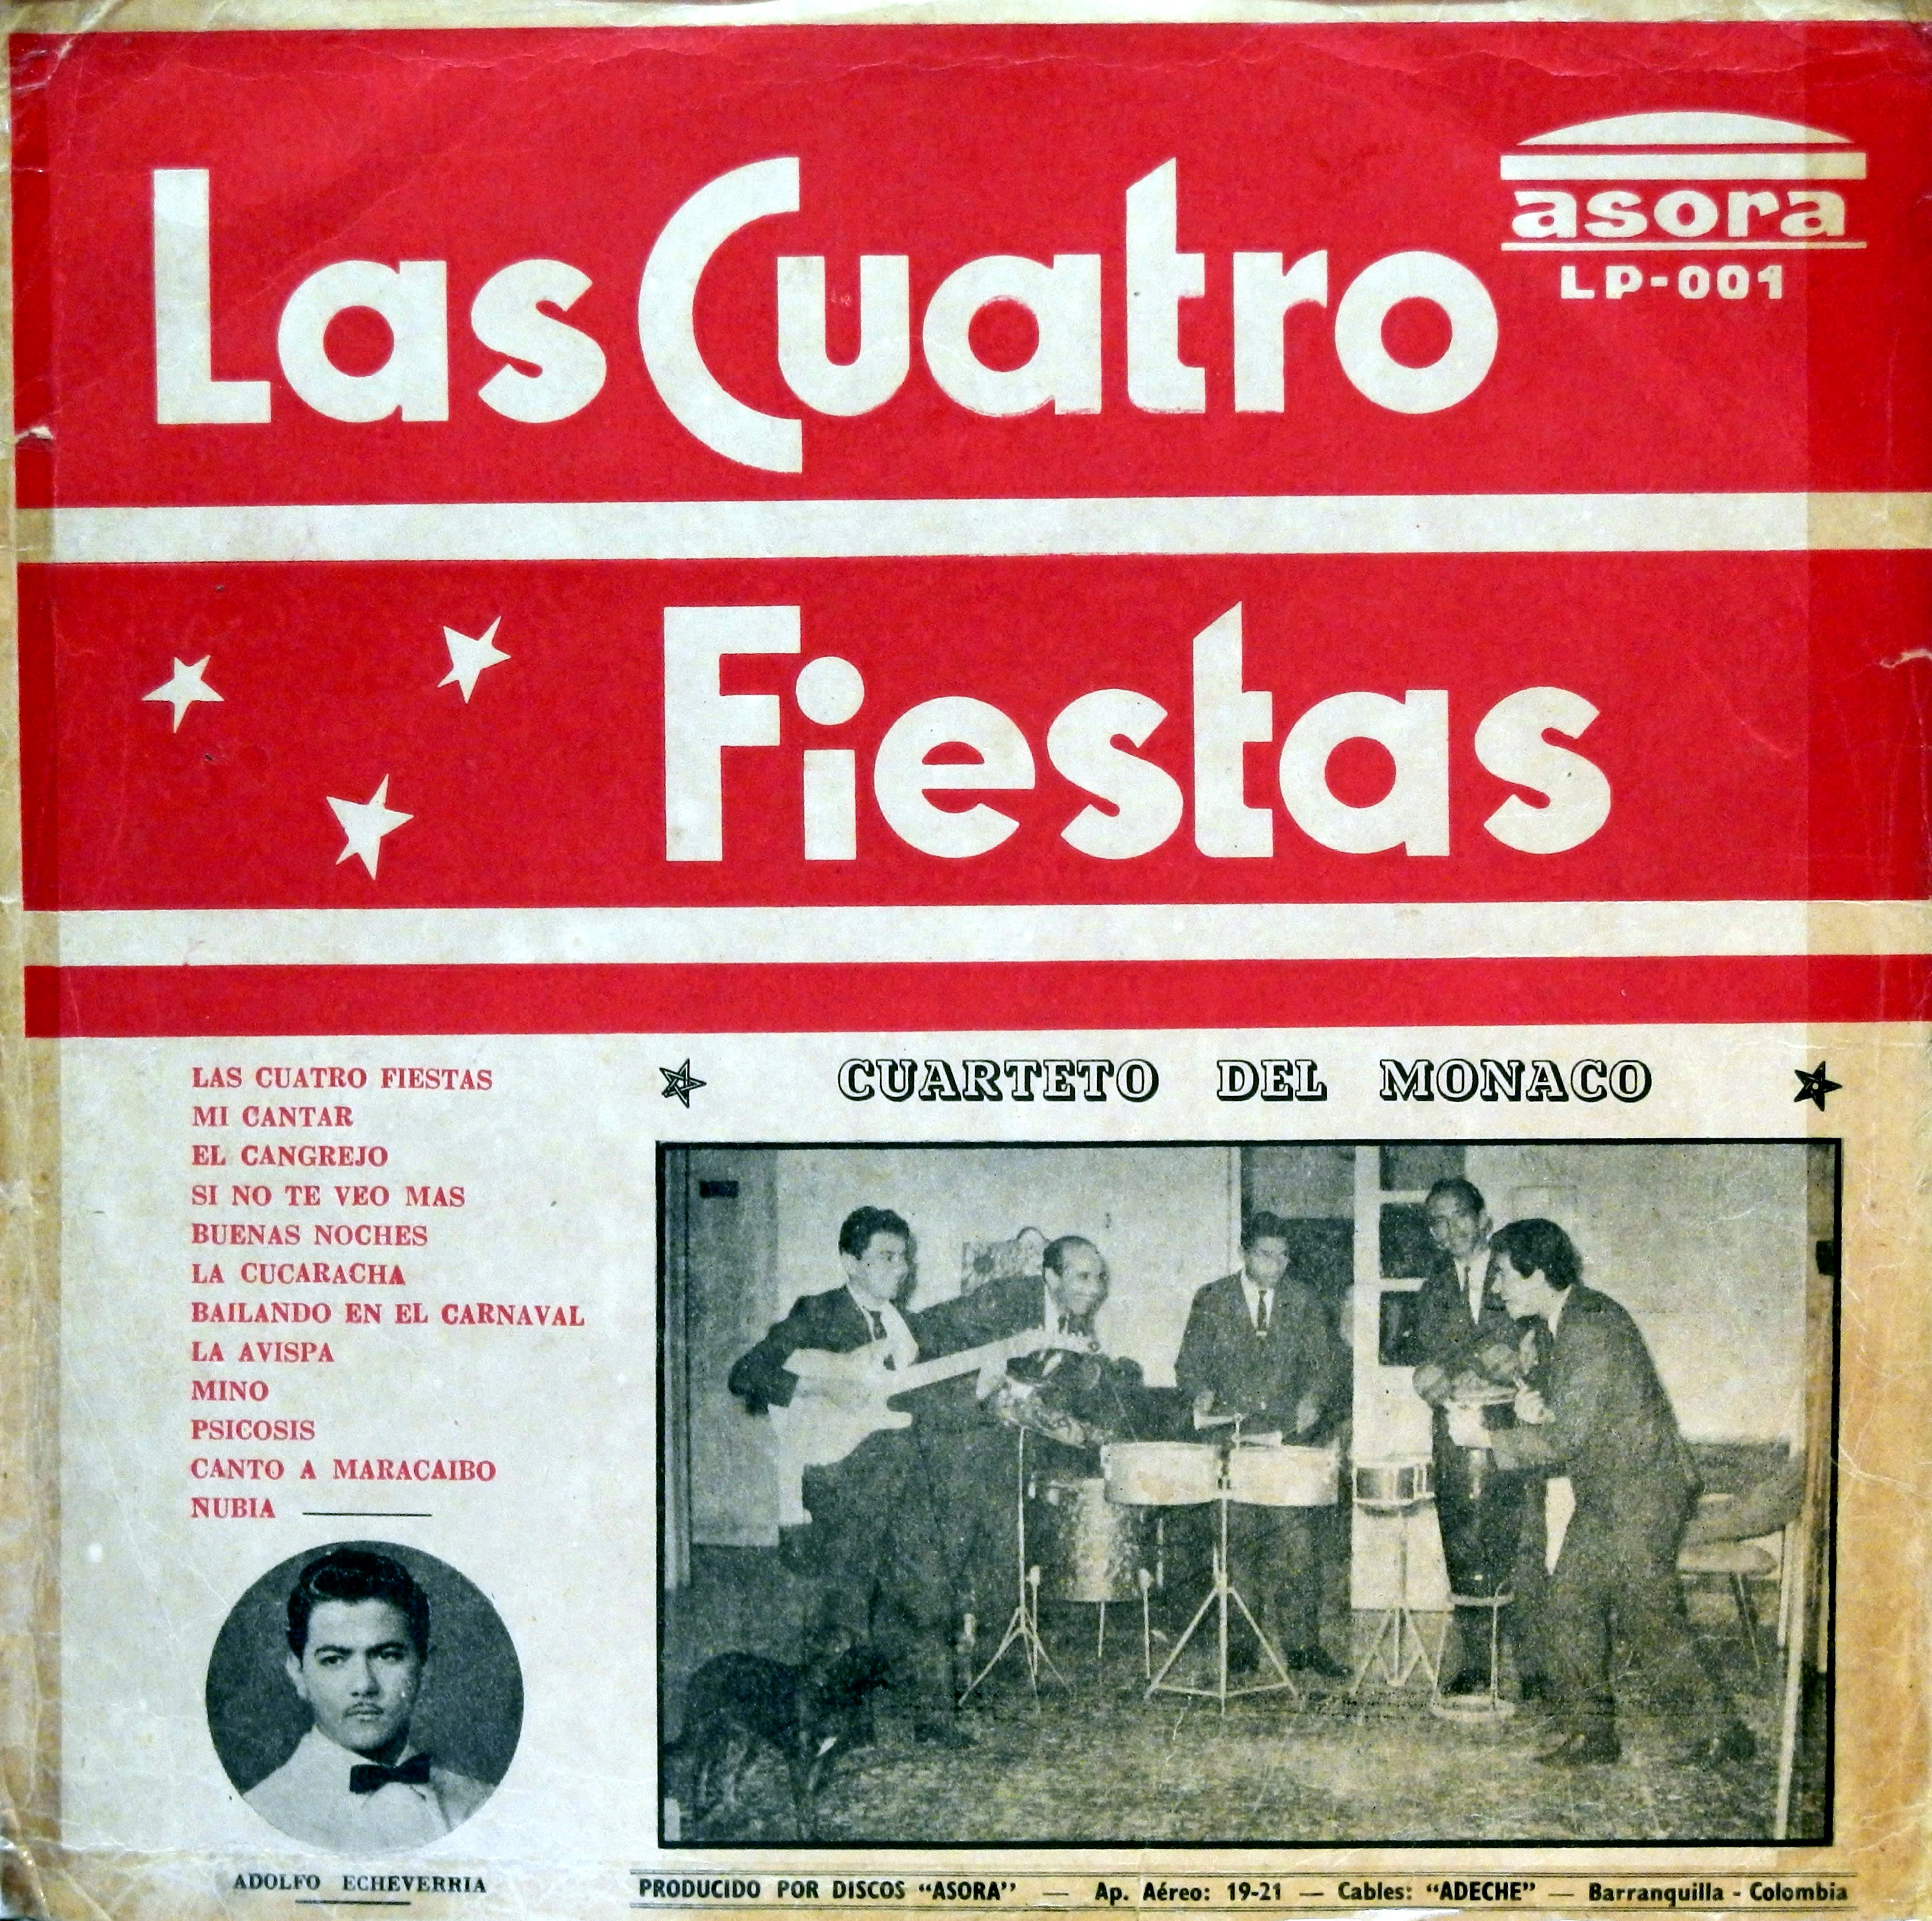 Las Cuatro
asora
LP-001
Fiestas
LAS CUATRO FIESTAS
MI CANTAR
EL CANGREJO
SI NO TE VEO MAS
BUENAS NOCHES
LA CUCARACHA
BAILANDO EN EL CARNAVAL
LA AVISPA
MINO
PSICOSIS
CANTO A MARACAIBO
NUBIA
ADOLFO ECHEVERRIA
CUARTETO DEL MONACO
PRODUCIDO POR DISCOS “ASORA” — Ap. Aéreo: 19-21 — Cables: “ADECHE” — Barranquilla - Colombia